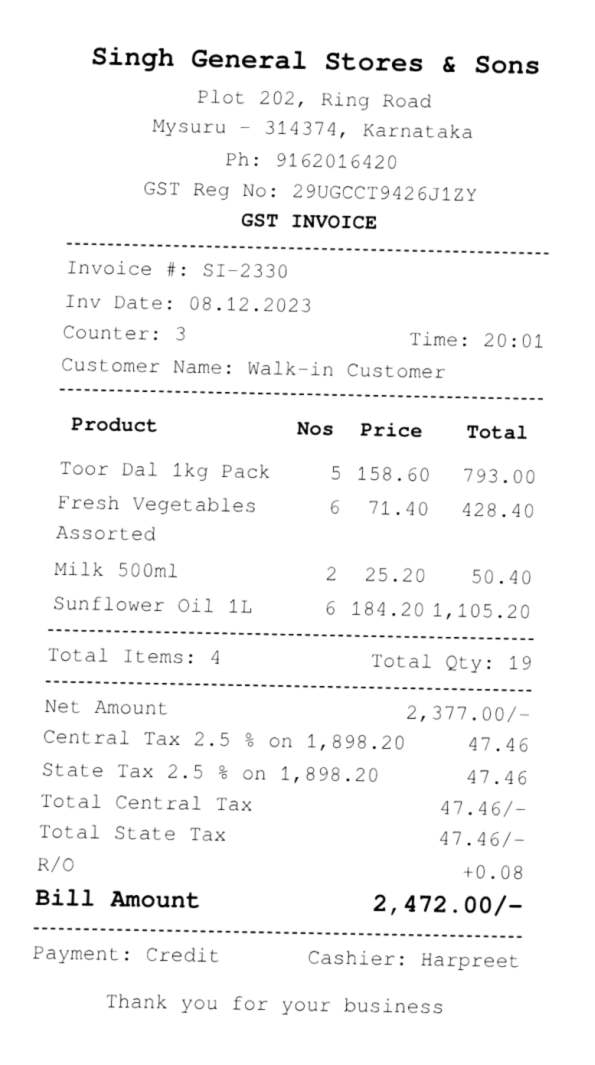 Singh General Stores & Sons
Plot 202, Ring Road
Mysuru - 314374, Karnataka
Ph: 9162016420
GST Reg No: 29UGCCT9426J1ZY
GST INVOICE
Invoice #: SI-2330
Inv Date: 08.12.2023
Counter: 3 Time: 20:01
Customer Name: Walk-in Customer
Product Nos Price Total
Toor Dal 1kg Pack 5 158.60 793.00
Fresh Vegetables 6 71.40 428.40
Assorted
Milk 500ml 2 25.20 50.40
Sunflower Oil 1L 6 184.20 1,105.20
Total Items: 4 Total Qty: 19
Net Amount 2,377.00/-
Central Tax 2.5 % on 1,898.20 47.46
State Tax 2.5 % on 1,898.20 47.46
Total Central Tax 47.46/-
Total State Tax 47.46/-
R/O +0.08
Bill Amount 2,472.00/-
Payment: Credit Cashier: Harpreet
Thank you for your business